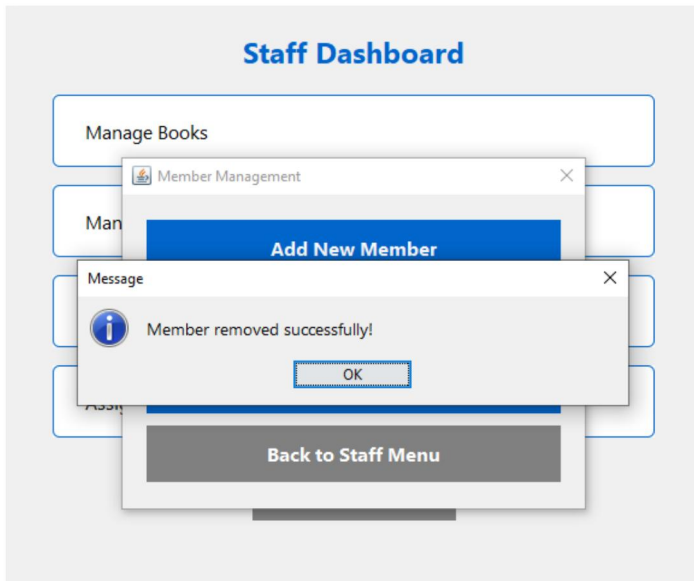 Staff Dashboard
Manage Books
Member Management
Man
Add New Member
Message
Member removed successfully!
OK
Back to Staff Menu